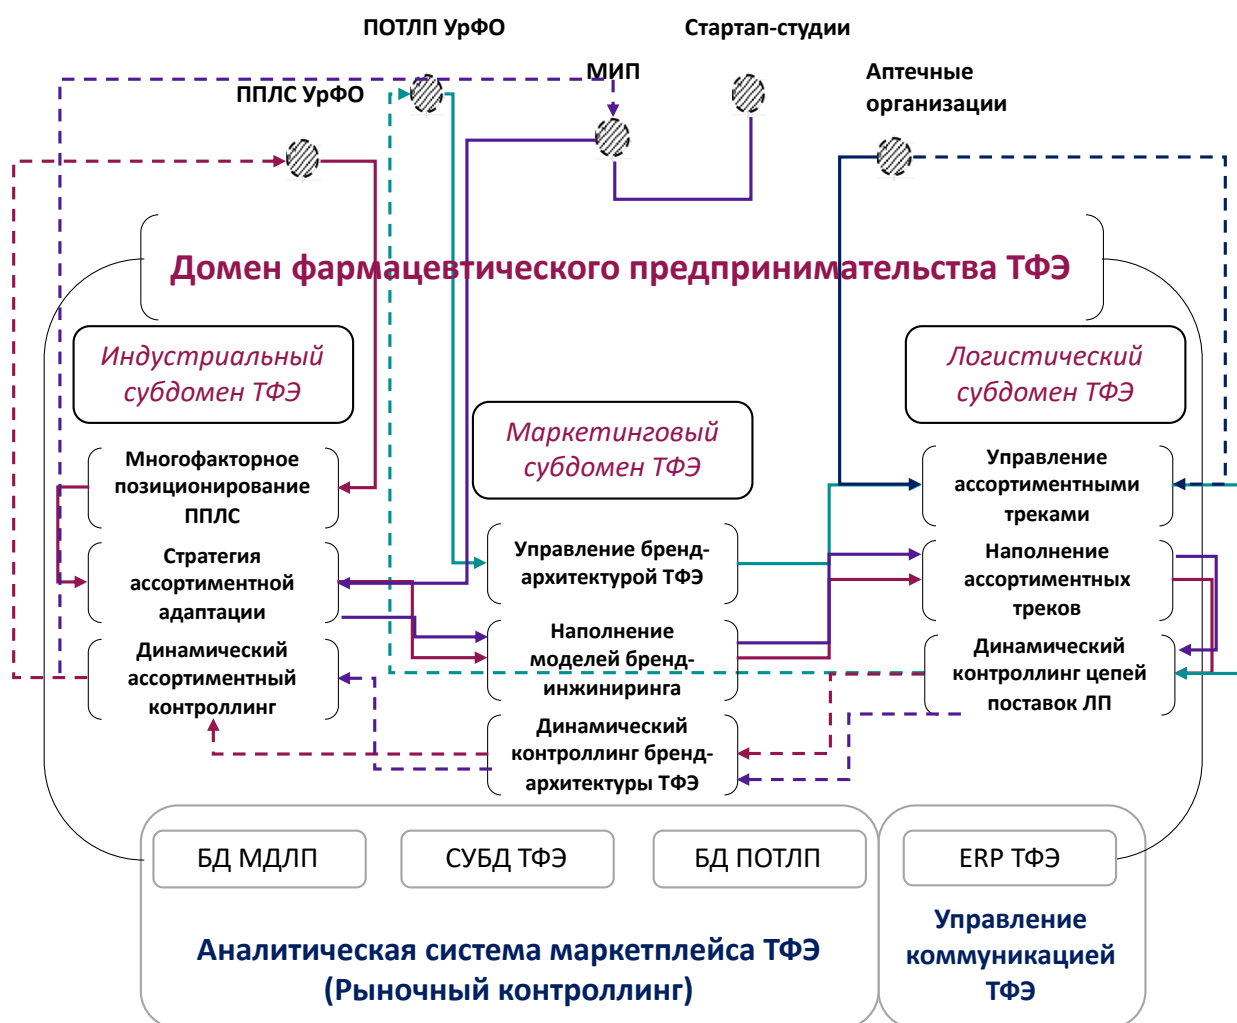 ПОТЛП УрФО
Стартап-студии
МИП
Аптечные
организации
ППЛС УрФО
Домен фармацевтического предпринимательства ТФЭ
Индустриальный
субдомен ТФЭ
Логистический
субдомен ТФЭ
Маркетинговый
субдомен ТФЭ
Многофакторное
позиционирование
ППЛС
Стратегия
ассортиментной
адаптации
Динамический
ассортиментный
контроллинг
Управление бренд-
архитектурой ТФЭ
Наполнение
моделей бренд-
инжиниринга
Динамический
контроллинг бренд-
архитектуры ТФЭ
Управление
ассортиментными
треками
Наполнение
ассортиментных
треков
Динамический
контроллинг цепей
поставок ЛП
БД МДЛП
СУБД ТФЭ
БД ПОТЛП
ERP ТФЭ
Аналитическая система маркетплейса ТФЭ
(Рыночный контроллинг)
Управление
коммуникацией
ТФЭ